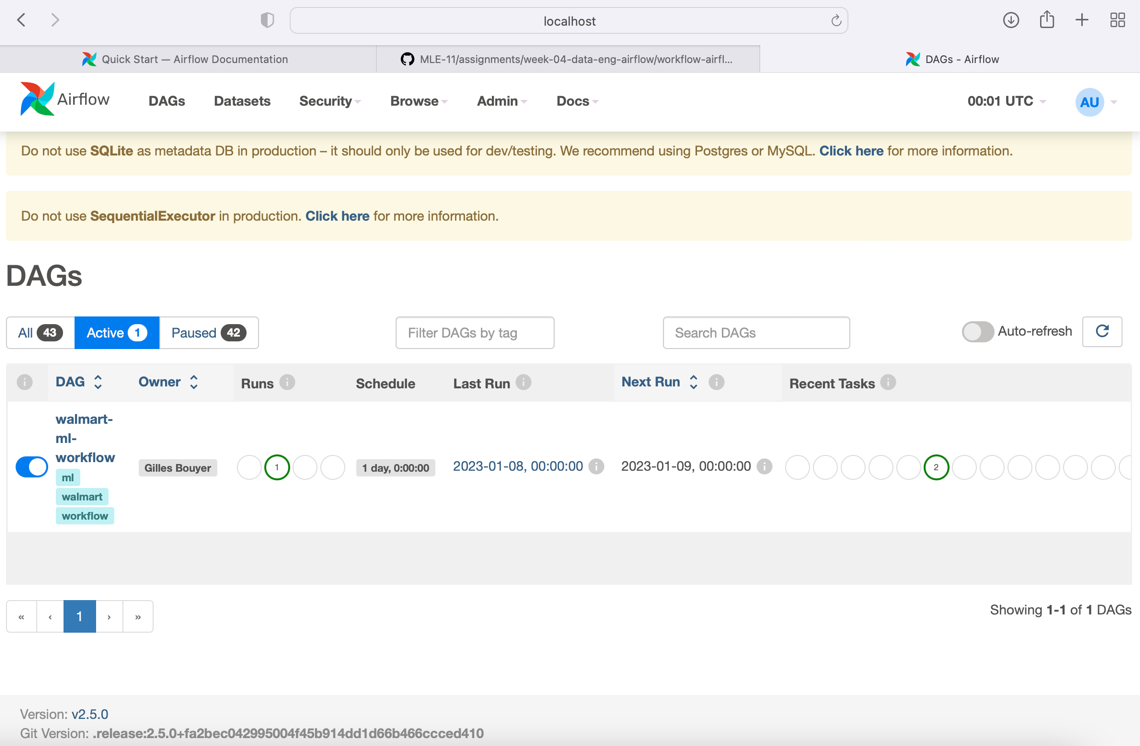 localhost
Quick Start — Airflow Documentation
MLE-11/assignments/week-04-data-eng-airflow/workflow-airfl...
DAGs - Airflow
Airflow DAGs Datasets Security Browse Admin Docs 00:01 UTC AU
Do not use SQLite as metadata DB in production – it should only be used for dev/testing. We recommend using Postgres or MySQL. Click here for more information.
Do not use SequentialExecutor in production. Click here for more information.
DAGs
All 43 Active 1 Paused 42 Filter DAGs by tag Search DAGs Auto-refresh
i DAG Owner Runs i Schedule Last Run i Next Run i Recent Tasks i
walmart-
ml-
workflow
Gilles Bouyer 1 1 day, 0:00:00 2023-01-08, 00:00:00 i 2023-01-09, 00:00:00 i 2
ml
walmart
workflow
« ‹ 1 › »
Showing 1-1 of 1 DAGs
Version: v2.5.0
Git Version: .release:2.5.0+fa2bec042995004f45b914dd1d66b466ccced410